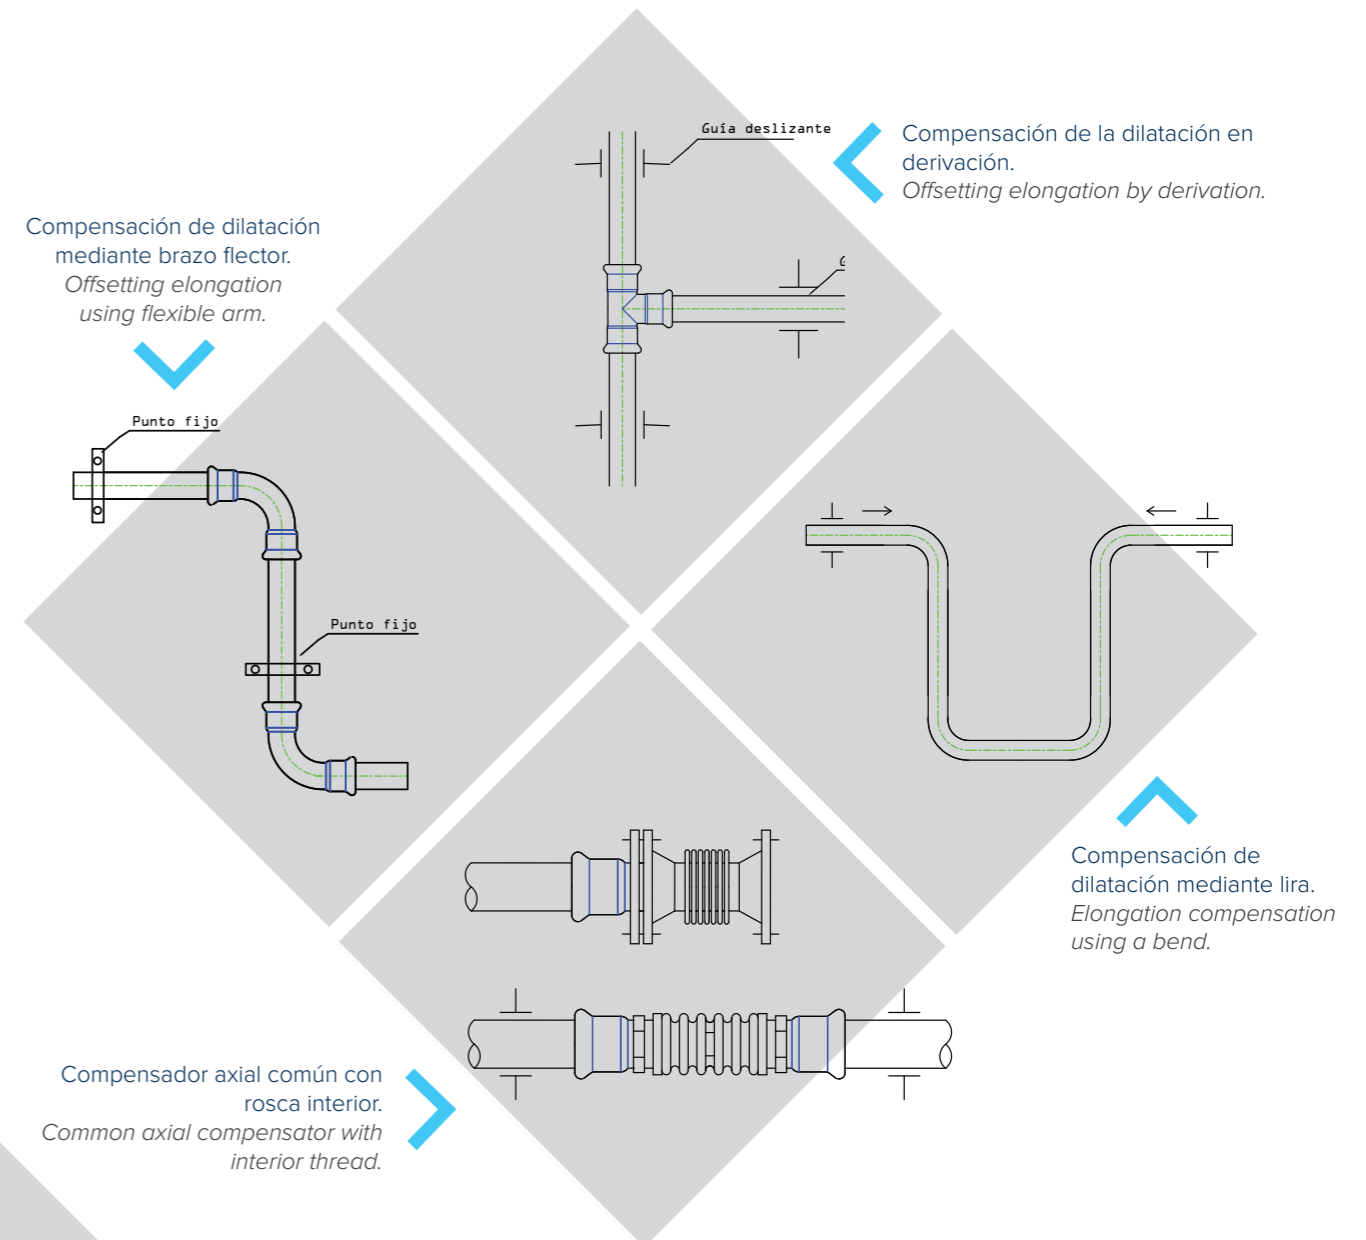 Guía deslizante
Compensación de la dilatación en
derivación.
Offsetting elongation by derivation.
Compensación de dilatación
mediante brazo flector.
Offsetting elongation
using flexible arm.
Punto fijo
Punto fijo
Compensación de
dilatación mediante lira.
Elongation compensation
using a bend.
Compensador axial común con
rosca interior.
Common axial compensator with
interior thread.